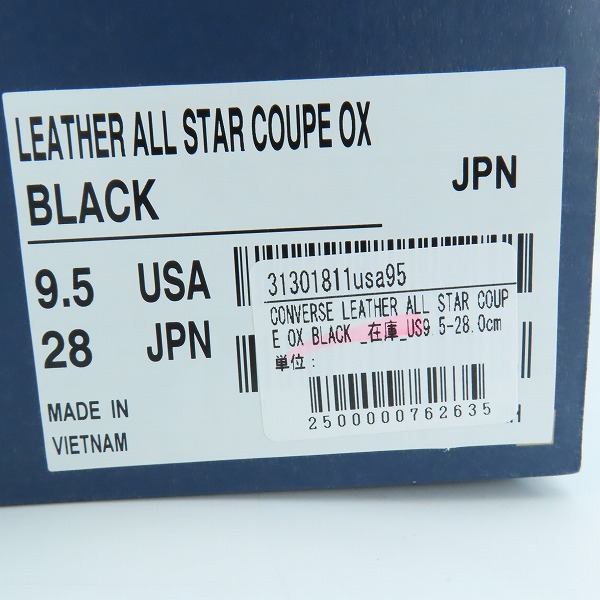 LEATHER ALL STAR COUPE OX
BLACK
JPN
9.5 USA
28 JPN
MADE IN
VIETNAM
31301811usa95
CONVERSE LEATHER ALL STAR COUP
E OX BLACK _在庫_US9.5-28.0cm
単位:
2500000762635